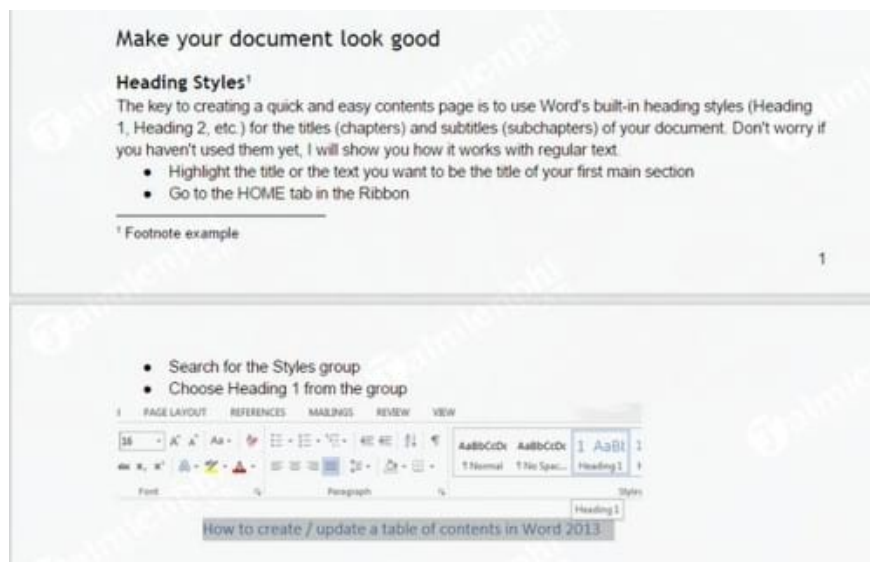 Make your document look good
Heading Styles¹
The key to creating a quick and easy contents page is to use Word's built-in heading styles (Heading
1, Heading 2, etc.) for the titles (chapters) and subtitles (subchapters) of your document. Don't worry if
you haven't used them yet, I will show you how it works with regular text.
• Highlight the title or the text you want to be the title of your first main section
• Go to the HOME tab in the Ribbon
¹ Footnote example
1
• Search for the Styles group
• Choose Heading 1 from the group
PAGE LAYOUT REFERENCES MAILINGS REVIEW VIEW
16 Aa
AaBbCcDc AaBbCcDc 1 AaBl
¶ Normal ¶ No Spac... Heading 1
Font Paragraph Styles
Heading 1
How to create / update a table of contents in Word 2013